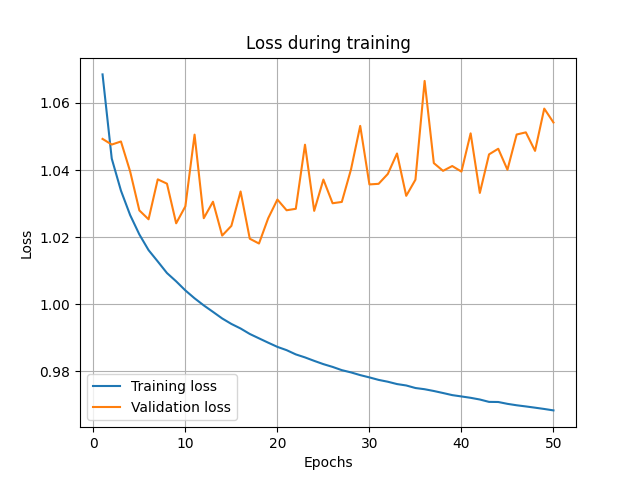 Loss during training
1.06
1.04
1.02
1.00
0.98
Loss
Training loss
Validation loss
0
10
20
30
40
50
Epochs